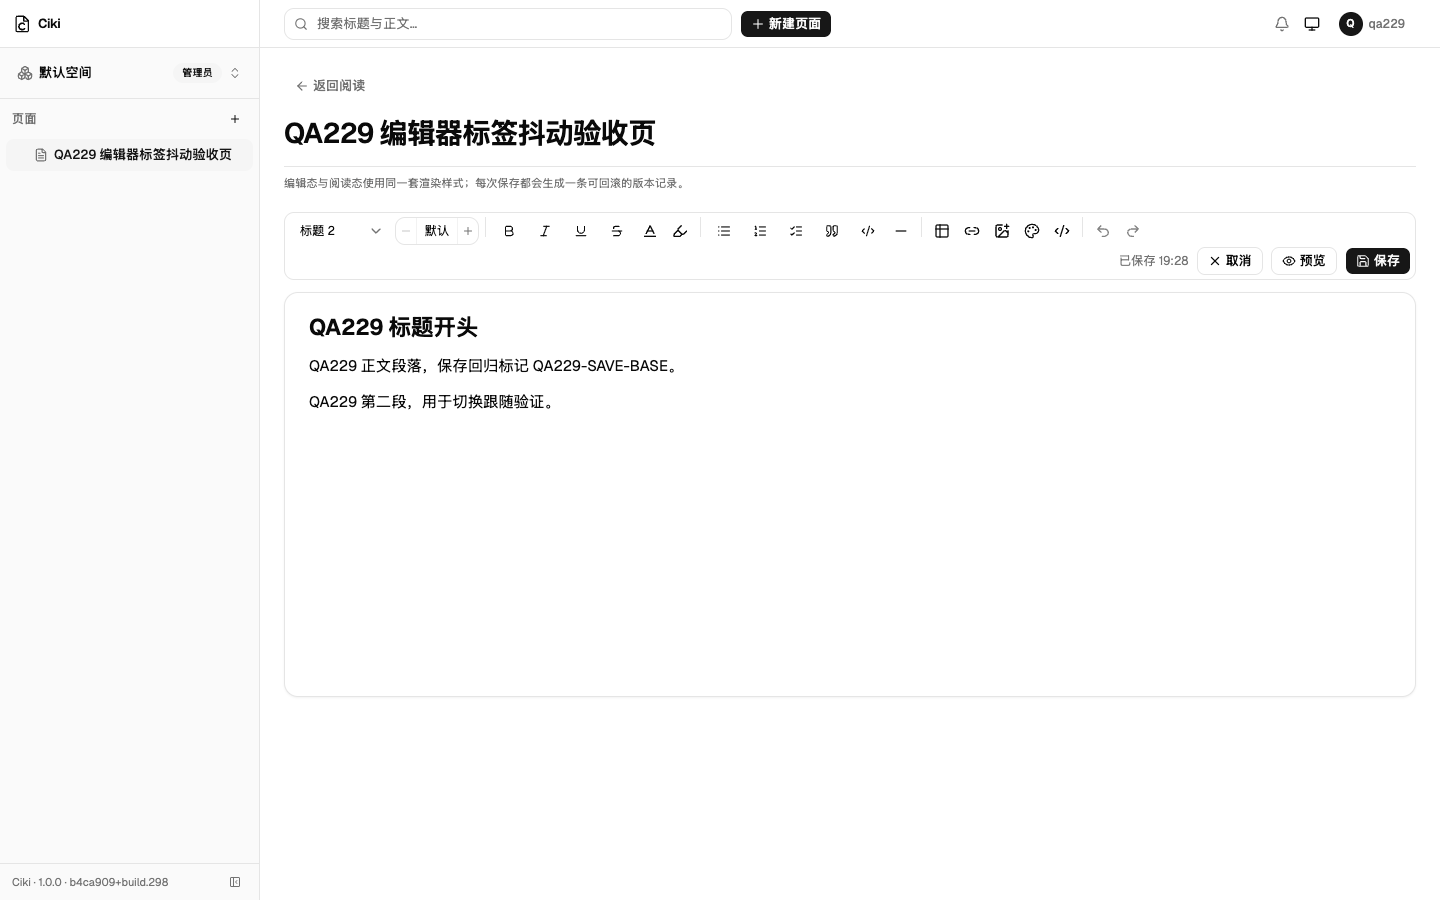 Ciki
搜索标题与正文...
新建页面
Q
qa229
默认空间
管理员
页面
QA229 编辑器标签抖动验收页
返回阅读
QA229 编辑器标签抖动验收页
编辑态与阅读态使用同一套渲染样式；每次保存都会生成一条可回滚的版本记录。
标题 2
默认
已保存 19:28
取消
预览
保存
QA229 标题开头
QA229 正文段落，保存回归标记 QA229-SAVE-BASE。
QA229 第二段，用于切换跟随验证。
Ciki · 1.0.0 · b4ca909+build.298